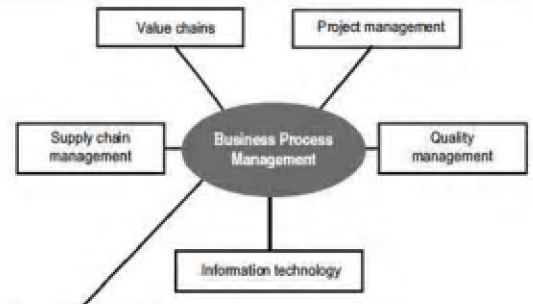 Value chains
Project management
Supply chain
management
Business Process
Management
Quality
management
Information technology